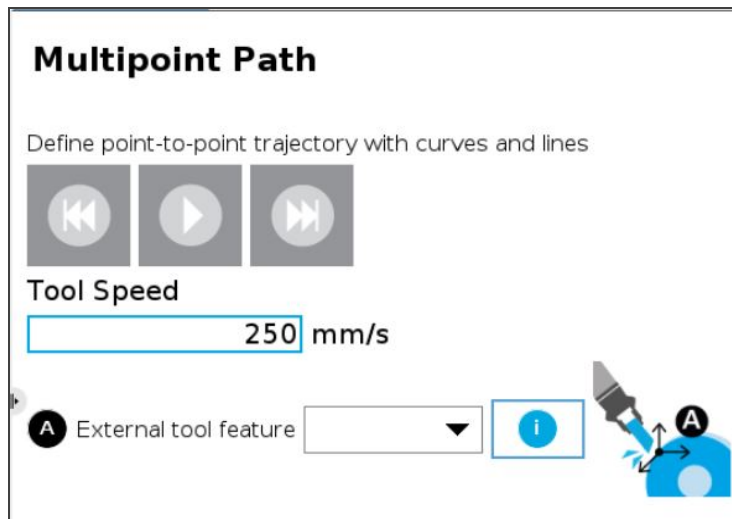 Multipoint Path
Define point-to-point trajectory with curves and lines
Tool Speed
250 mm/s
A External tool feature i
A